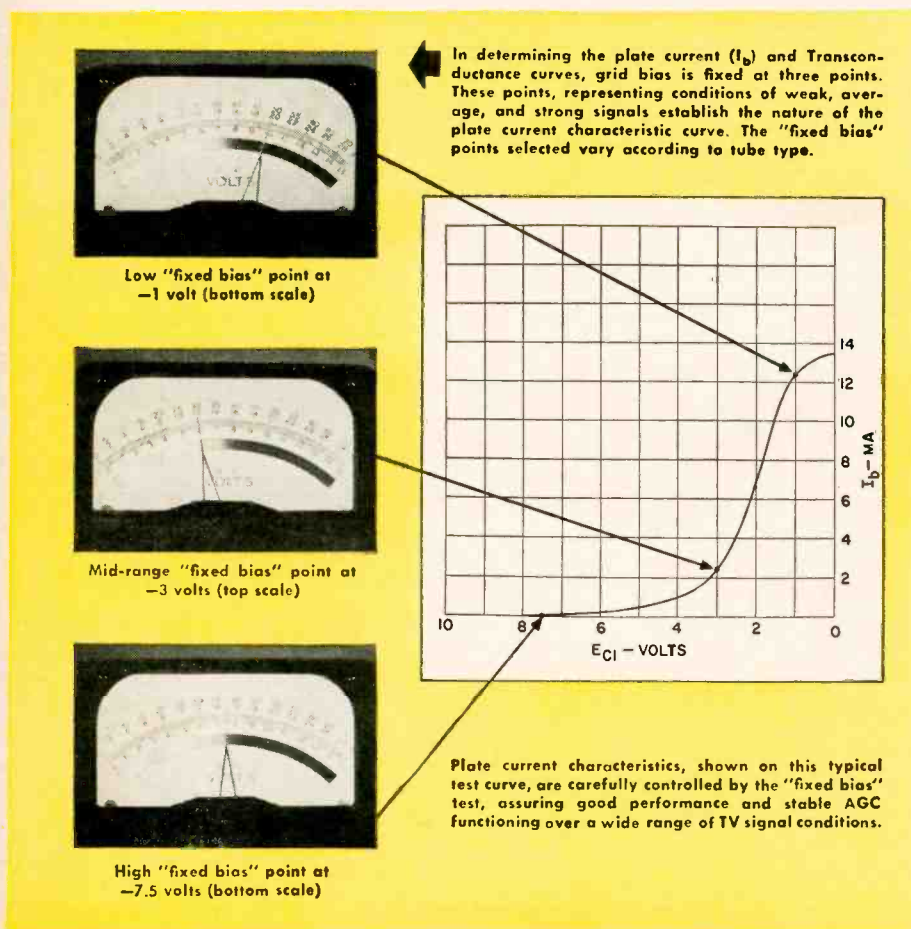 In determining the plate current (Ib) and Transcon-
ductance curves, grid bias is fixed at three points.
These points, representing conditions of weak, aver-
age, and strong signals establish the nature of the
plate current characteristic curve. The "fixed bias"
points selected vary according to tube type.
VOLTS
Low "fixed bias" point at
—1 volt (bottom scale)
VOLTS
Mid-range "fixed bias" point at
—3 volts (top scale)
High "fixed bias" point at
—7.5 volts (bottom scale)
14
12
10
8
6
4
2
Ib — MA
10 8 6 4 2 0
EC1 — VOLTS
Plate current characteristics, shown on this typical
test curve, are carefully controlled by the "fixed bias"
test, assuring good performance and stable AGC
functioning over a wide range of TV signal conditions.